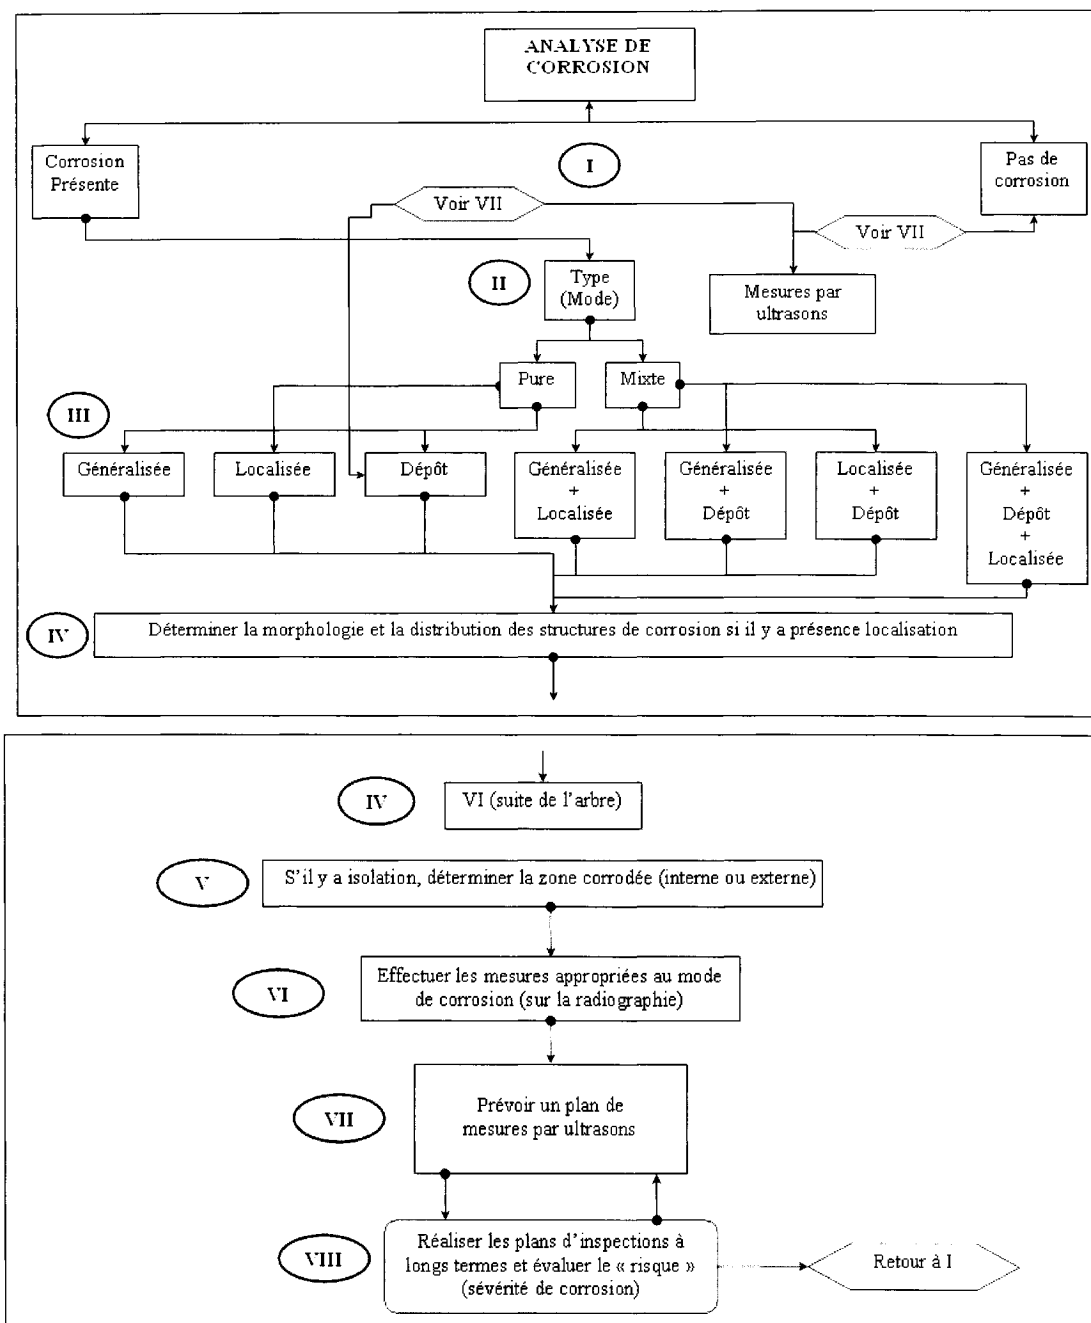 ANALYSE DE
CORROSION
Corrosion
Présente
I
Pas de
corrosion
Voir VII
Voir VII
II
Type
(Mode)
Mesures par
ultrasons
Pure
Mixte
III
Généralisée
Localisée
Dépôt
Généralisée
+
Localisée
Généralisée
+
Dépôt
Localisée
+
Dépôt
Généralisée
+
Dépôt
+
Localisée
IV
Déterminer la morphologie et la distribution des structures de corrosion si il y a présence localisation
IV
VI (suite de l'arbre)
V
S'il y a isolation, déterminer la zone corrodée (interne ou externe)
VI
Effectuer les mesures appropriées au mode
de corrosion (sur la radiographie)
VII
Prévoir un plan de
mesures par ultrasons
VIII
Réaliser les plans d'inspections à
longs termes et évaluer le « risque »
(sévérité de corrosion)
Retour à I